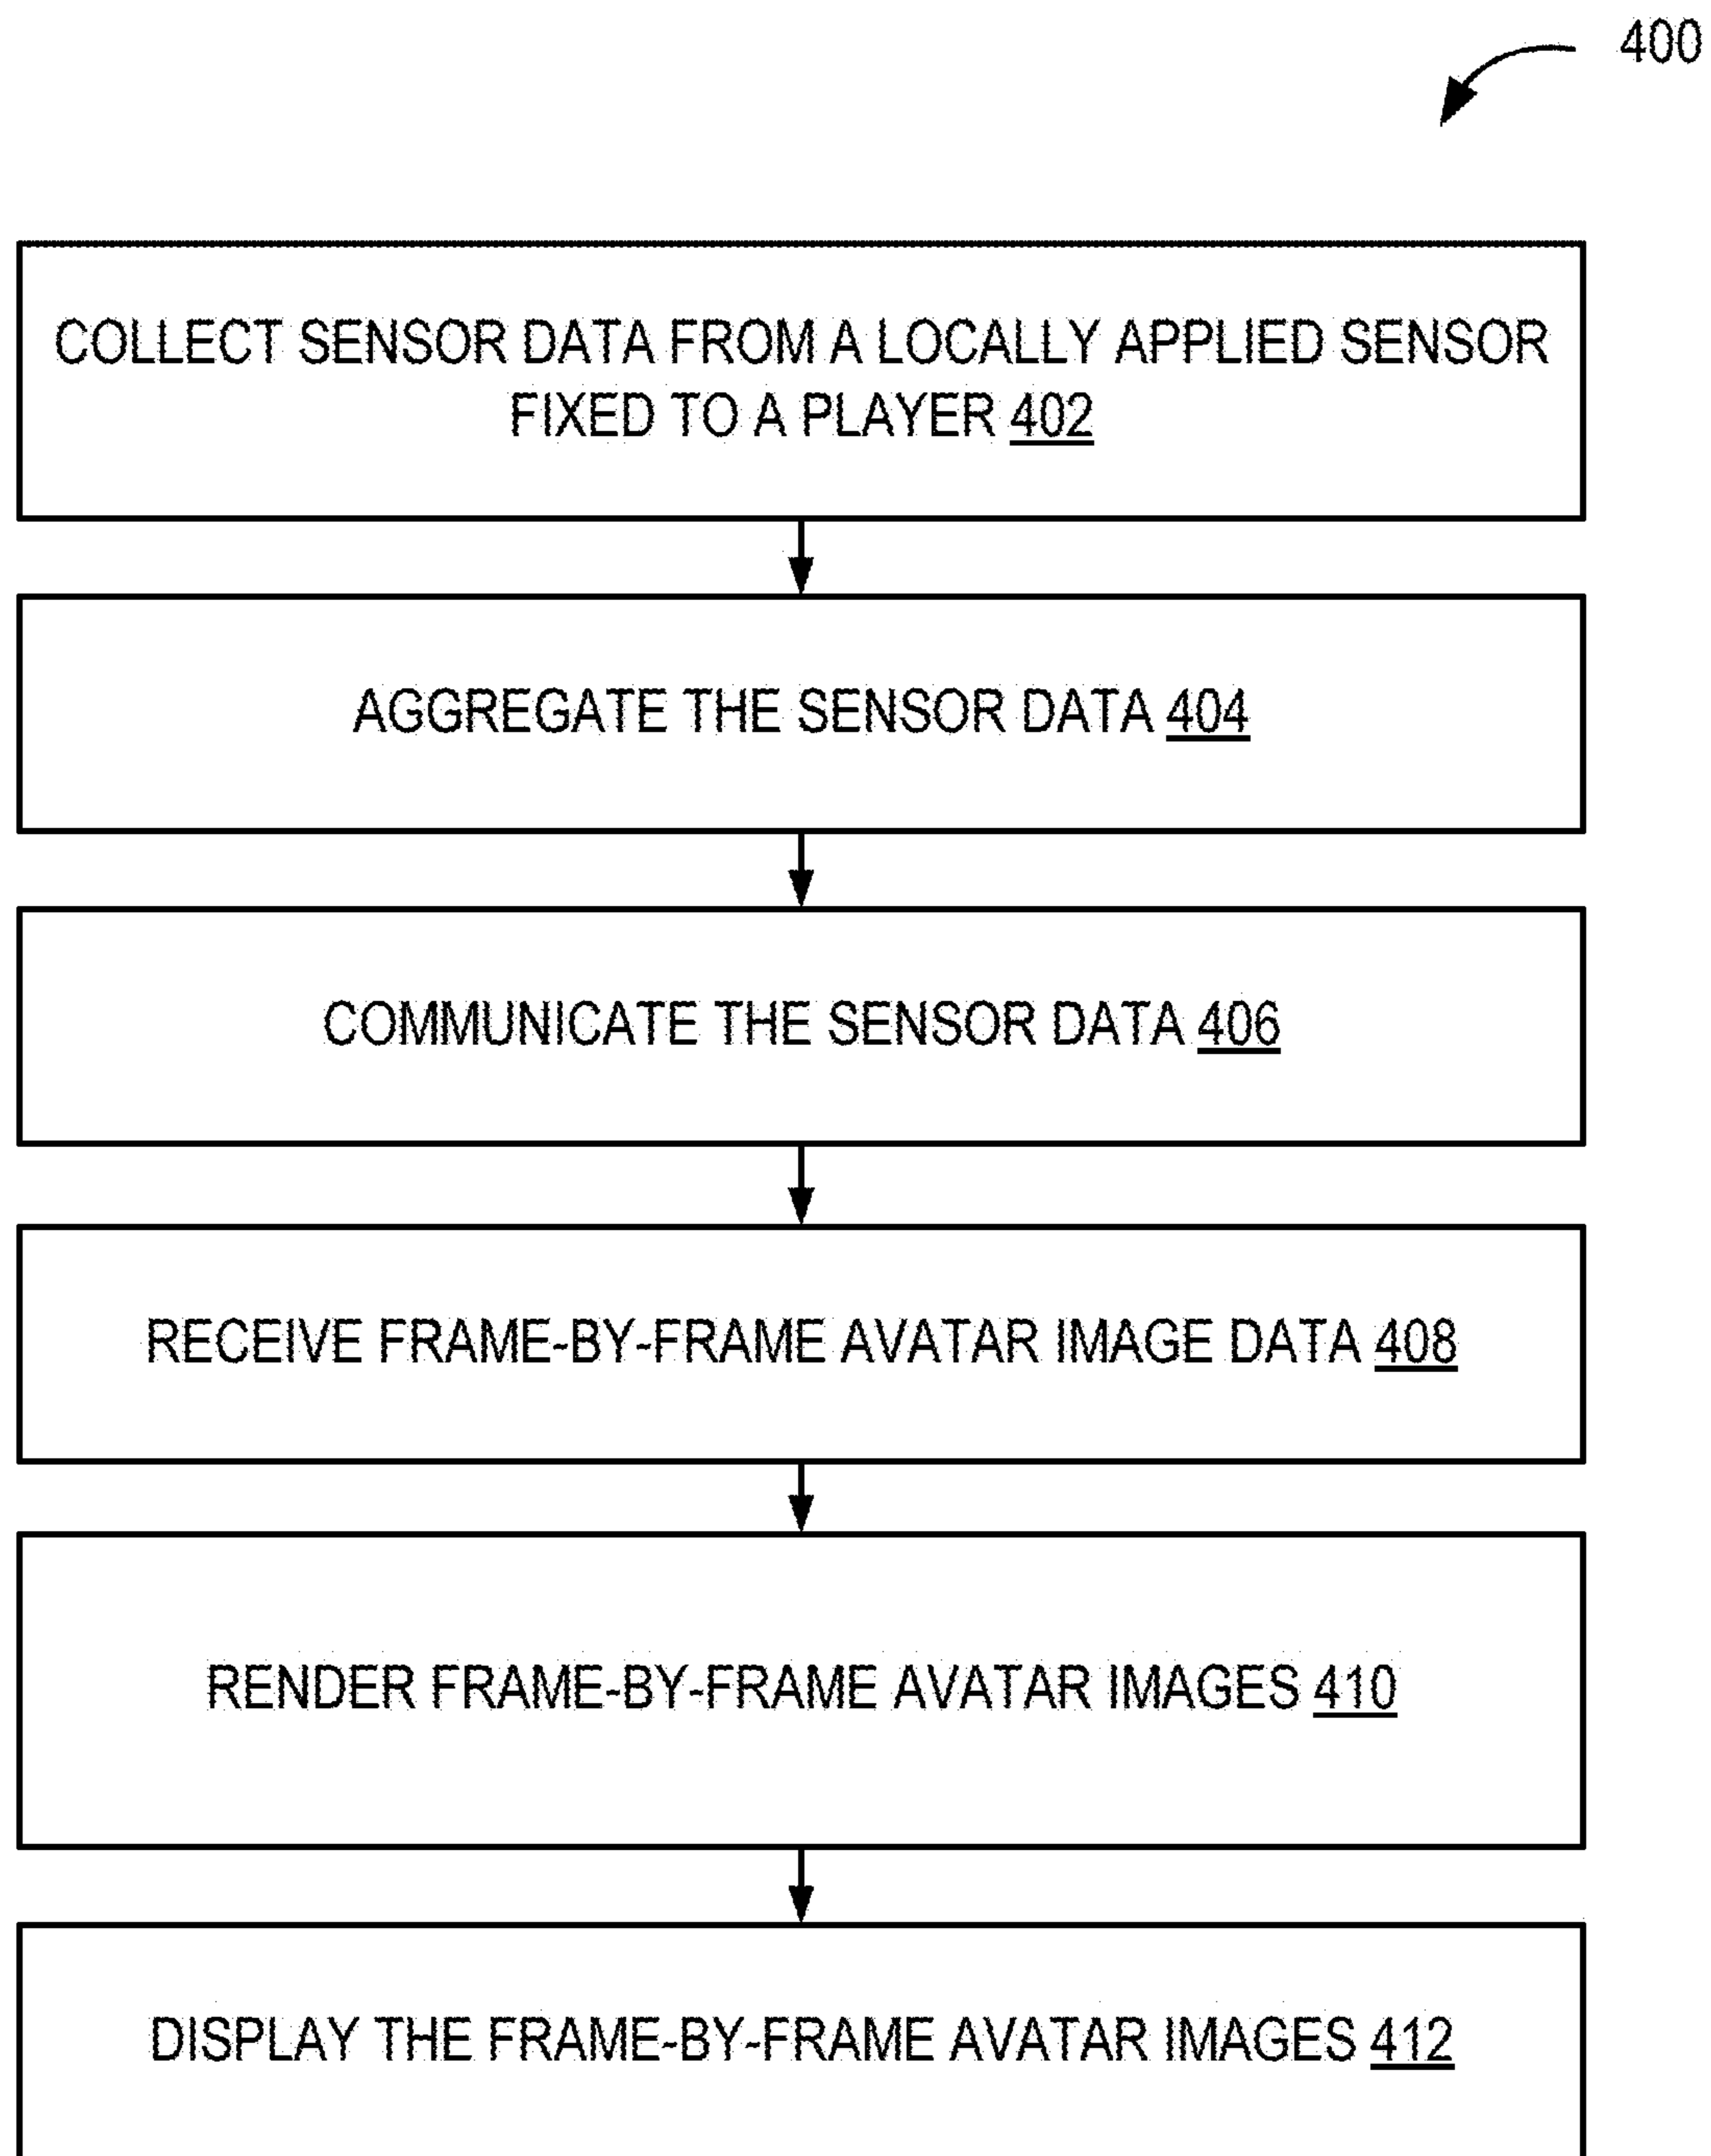 400
COLLECT SENSOR DATA FROM A LOCALLY APPLIED SENSOR
FIXED TO A PLAYER 402
AGGREGATE THE SENSOR DATA 404
COMMUNICATE THE SENSOR DATA 406
RECEIVE FRAME-BY-FRAME AVATAR IMAGE DATA 408
RENDER FRAME-BY-FRAME AVATAR IMAGES 410
DISPLAY THE FRAME-BY-FRAME AVATAR IMAGES 412